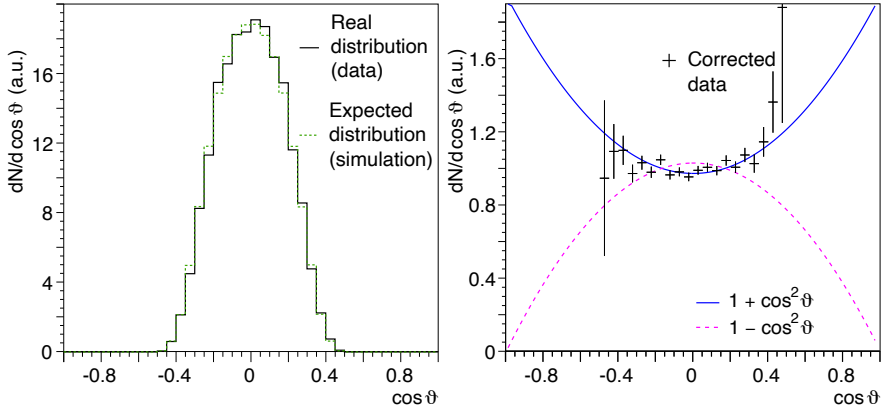 dN/d cos ϑ (a.u.)
16
12
8
4
0
Real
distribution
(data)
Expected
distribution
(simulation)
-0.8
-0.4
0
0.4
0.8
cos ϑ
dN/d cos ϑ (a.u.)
1.6
1.2
0.8
0.4
0
Corrected
data
1 + cos²ϑ
1 − cos²ϑ
-0.8
-0.4
0
0.4
0.8
cos ϑ